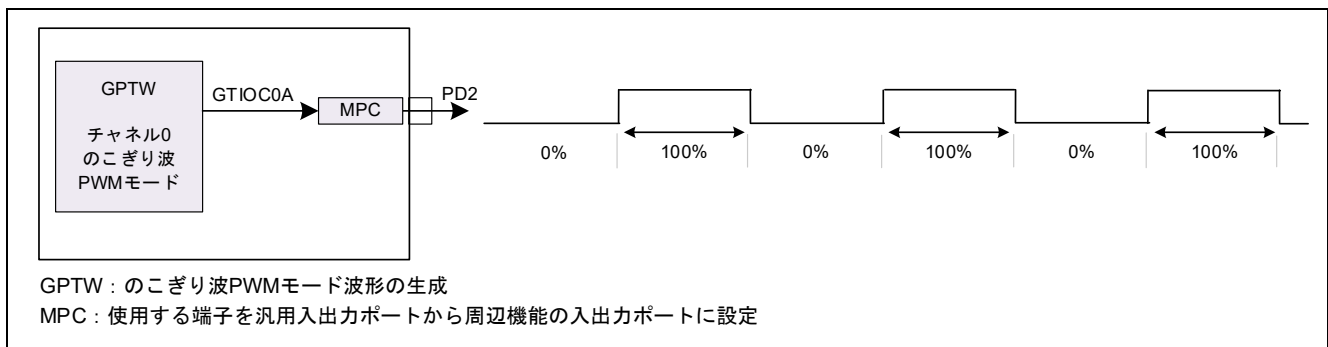 GPTW
チャネル0
のこぎり波
PWMモード
GTIOC0A
MPC
PD2
0%
100%
0%
100%
0%
100%
GPTW：のこぎり波PWMモード波形の生成
MPC：使用する端子を汎用入出力ポートから周辺機能の入出力ポートに設定